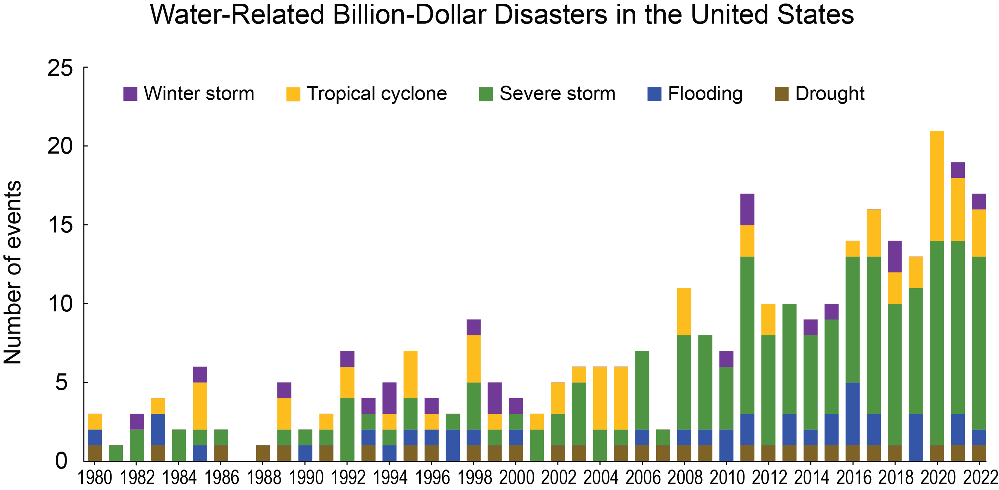 Water-Related Billion-Dollar Disasters in the United States
25
Winter storm Tropical cyclone Severe storm Flooding Drought
20
15
10
5
0
Number of events
1980 1982 1984 1986 1988 1990 1992 1994 1996 1998 2000 2002 2004 2006 2008 2010 2012 2014 2016 2018 2020 2022